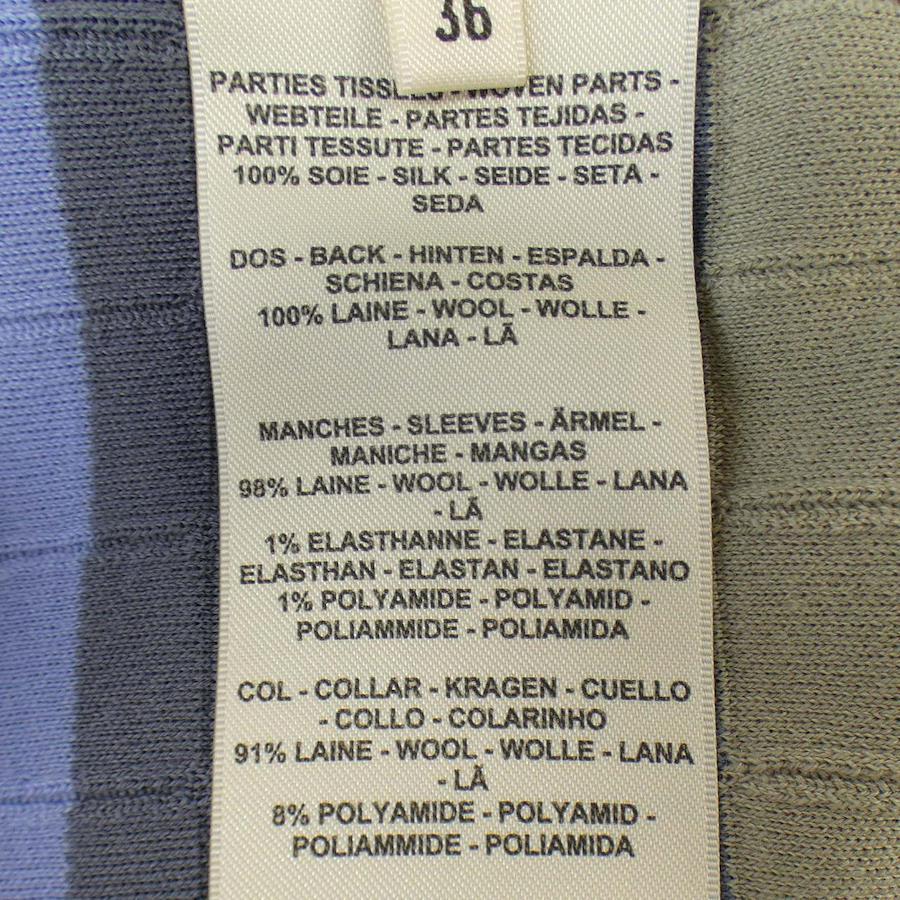 36
PARTIES WOVEN PARTS -
WEBTEILE - PARTES TEJIDAS -
PARTI TESSUTE - PARTES TECIDAS
100% SOIE - SILK - SEIDE - SETA -
SEDA
DOS - BACK - HINTEN - ESPALDA -
SCHIENA - COSTAS
100% LAINE - WOOL - WOLLE -
LANA - LÃ
MANCHES - SLEEVES - ÄRMEL -
MANICHE - MANGAS
98% LAINE - WOOL - WOLLE - LANA
- LÃ
1% ELASTHANNE - ELASTANE -
ELASTHAN - ELASTAN - ELASTANO
1% POLYAMIDE - POLYAMID -
POLIAMMIDE - POLIAMIDA
COL - COLLAR - KRAGEN - CUELLO
- COLLO - COLARINHO
91% LAINE - WOOL - WOLLE - LANA
- LÃ
8% POLYAMIDE - POLYAMID -
POLIAMMIDE - POLIAMIDA